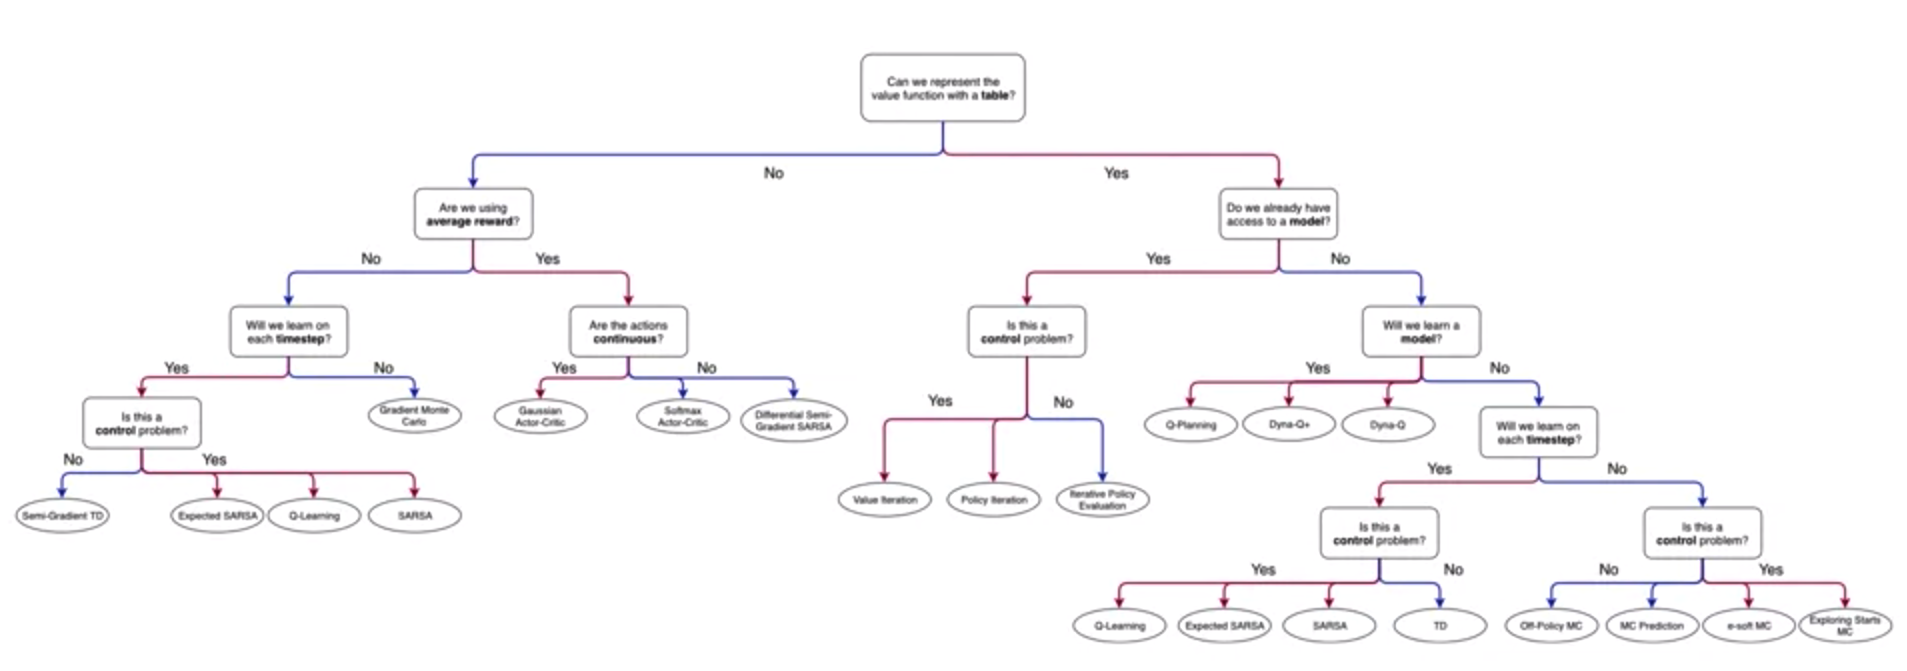 Can we represent the
value function with a table?
No
Yes
Are we using
average reward?
Do we already have
access to a model?
No
Yes
Yes
No
Will we learn on
each timestep?
Are the actions
continuous?
Is this a
control problem?
Will we learn a
model?
Yes
No
Yes
No
Yes
No
Yes
No
Is this a
control problem?
Gradient Monte
Carlo
Gaussian
Actor-Critic
Softmax
Actor-Critic
Differential Semi-
Gradient SARSA
Q-Planning
Dyna-Q+
Dyna-Q
Will we learn on
each timestep?
No
Yes
Yes
No
Semi-Gradient TD
Expected SARSA
Q-Learning
SARSA
Value Iteration
Policy Iteration
Iterative Policy
Evaluation
Is this a
control problem?
Is this a
control problem?
Yes
No
No
Yes
Q-Learning
Expected SARSA
SARSA
TD
Off-Policy MC
MC Prediction
e-soft MC
Exploring Starts
MC